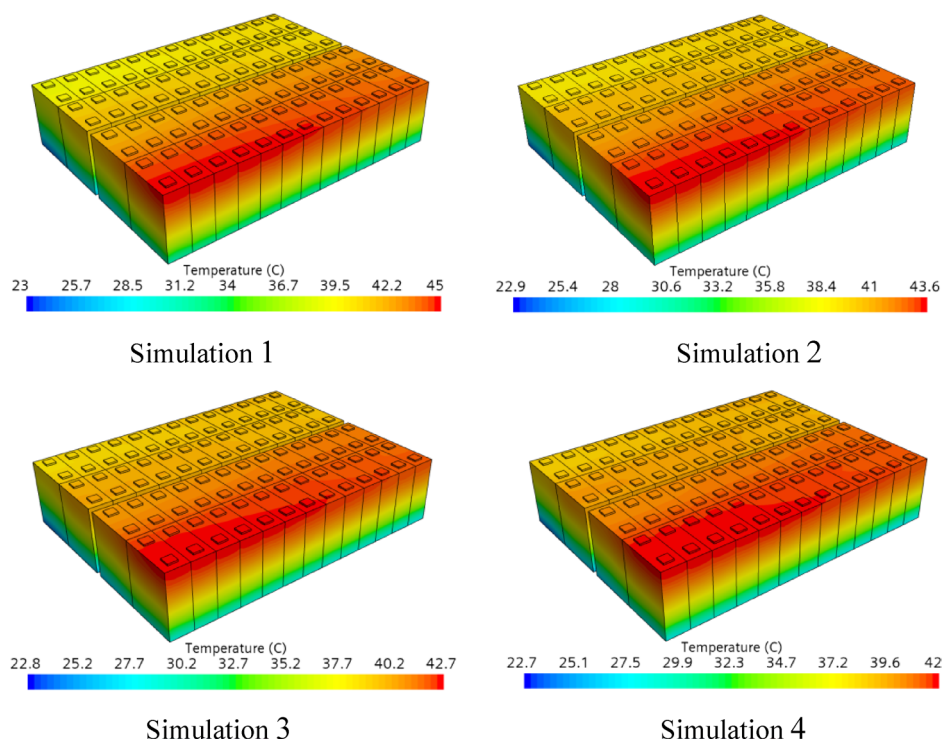 Temperature (C)
23 25.7 28.5 31.2 34 36.7 39.5 42.2 45
Simulation 1
Temperature (C)
22.9 25.4 28 30.6 33.2 35.8 38.4 41 43.6
Simulation 2
Temperature (C)
22.8 25.2 27.7 30.2 32.7 35.2 37.7 40.2 42.7
Simulation 3
Temperature (C)
22.7 25.1 27.5 29.9 32.3 34.7 37.2 39.6 42
Simulation 4